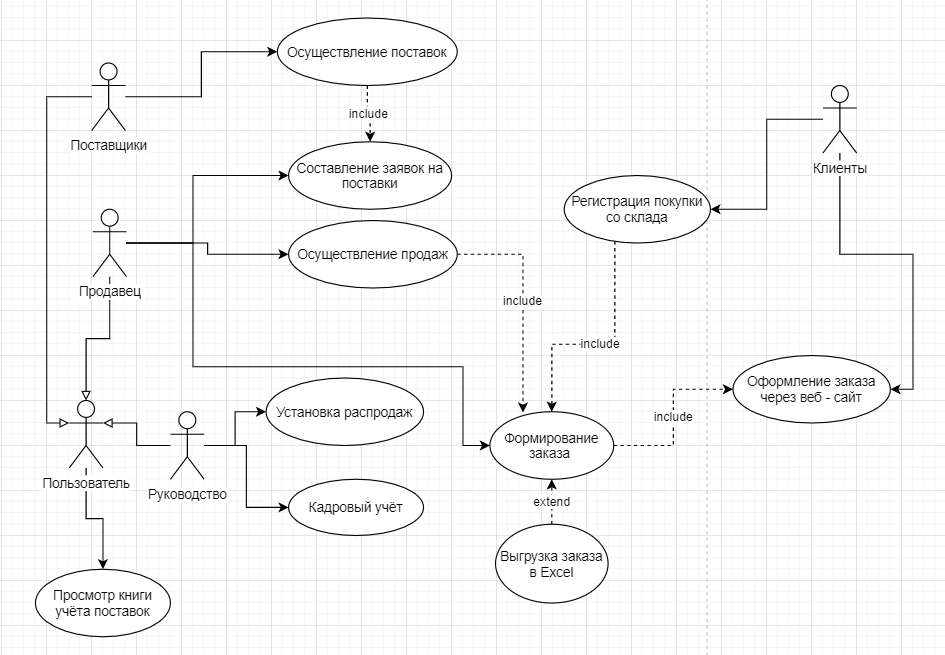 Осуществление поставок
include
Поставщики
Составление заявок на
поставки
Клиенты
Регистрация покупки
со склада
Продавец
Осуществление продаж
include
include
Оформление заказа
через веб - сайт
Установка распродаж
include
Формирование
заказа
Пользователь
Руководство
Кадровый учёт
extend
Выгрузка заказа
в Excel
Просмотр книги
учёта поставок